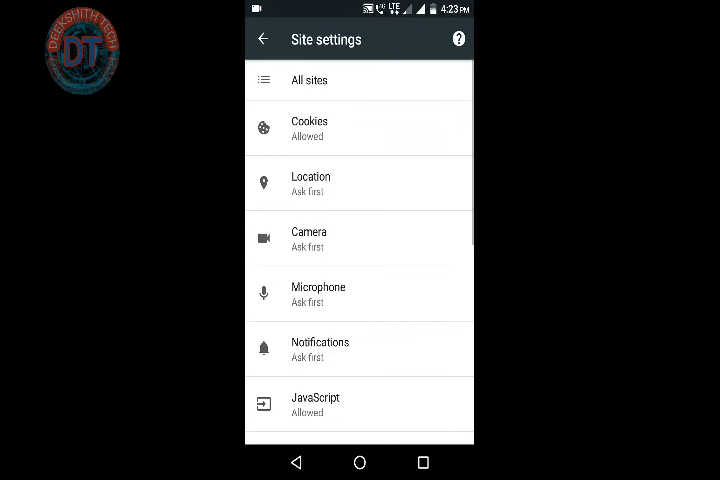 DEEKSHITH TECH
DT
4G
LTE
4:23 PM
Site settings
?
All sites
Cookies
Allowed
Location
Ask first
Camera
Ask first
Microphone
Ask first
Notifications
Ask first
JavaScript
Allowed